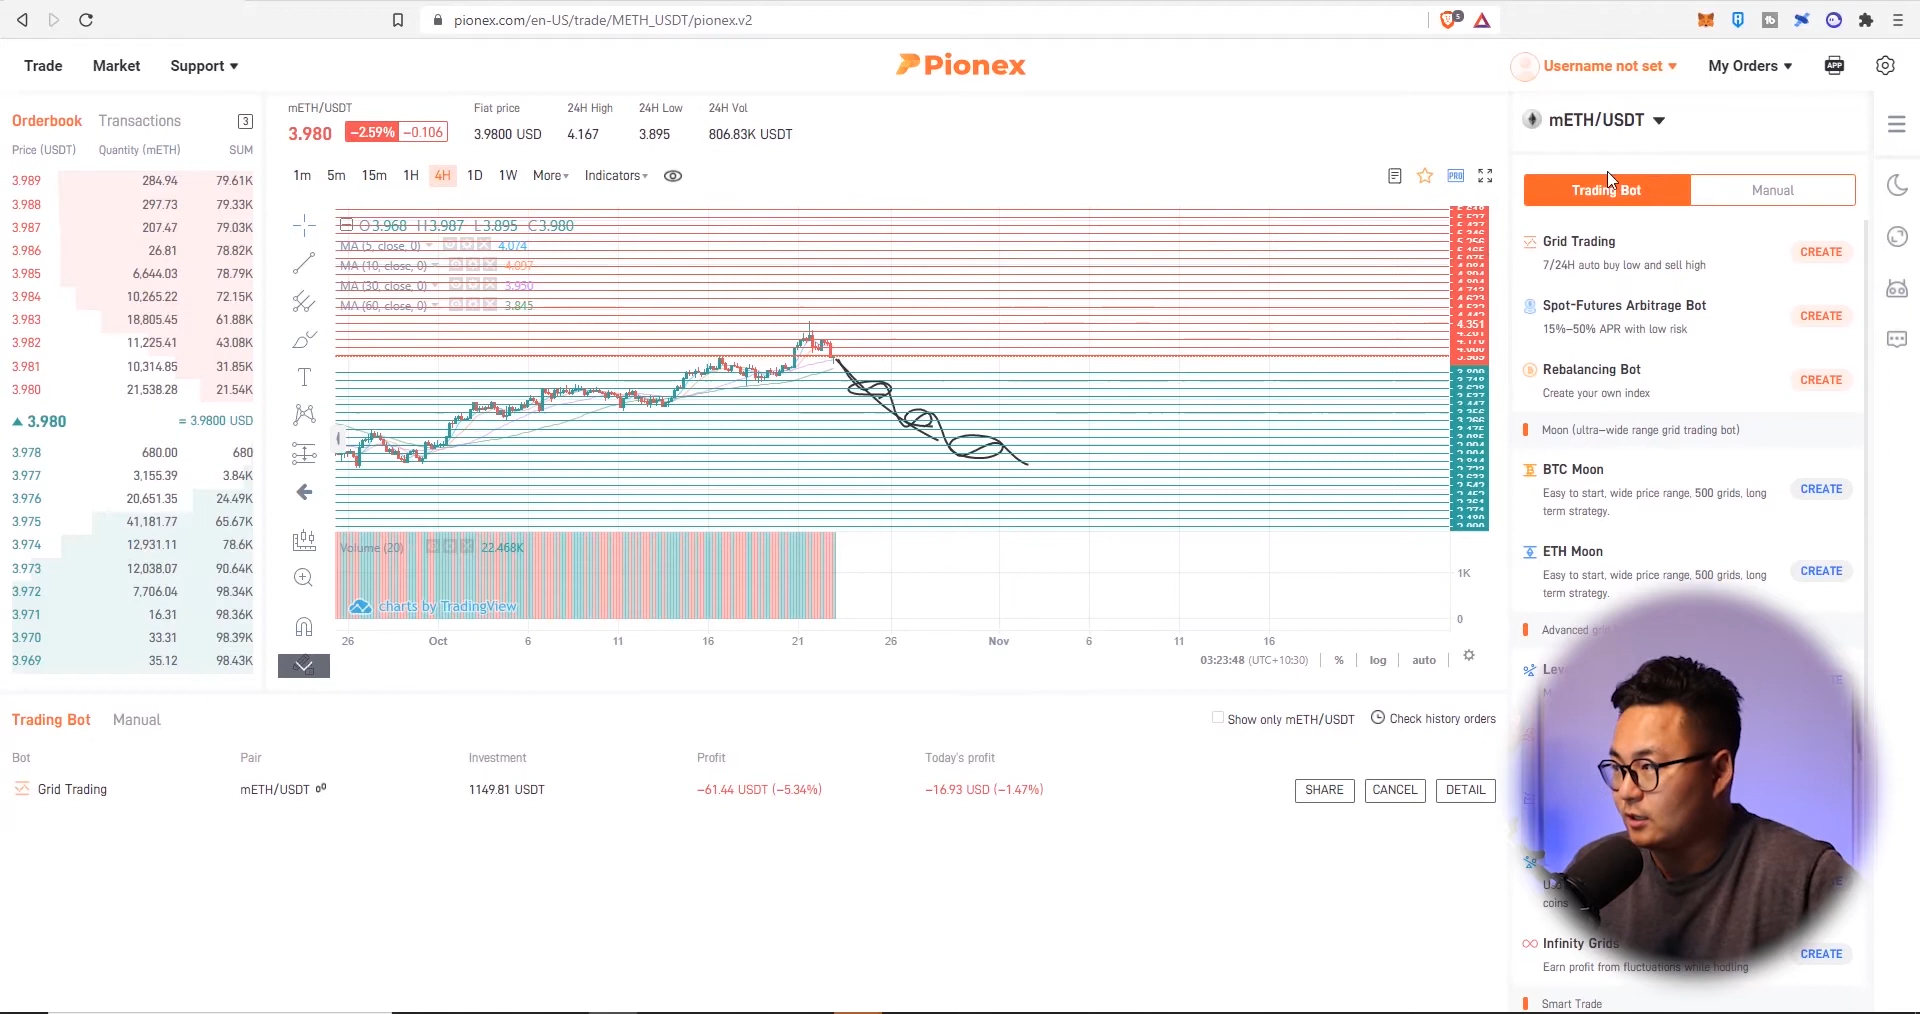 pionex.com/en-US/trade/METH_USDT/pionex.v2
5
Trade Market Support
Pionex
Username not set My Orders APP
Orderbook Transactions 3
Price (USDT) Quantity (mETH) SUM
3.989 284.94 79.61K
3.988 297.73 79.33K
3.987 207.47 79.03K
3.986 26.81 78.82K
3.985 6,644.03 78.79K
3.984 10,265.22 72.15K
3.983 18,805.45 61.88K
3.982 11,225.41 43.08K
3.981 10,314.85 31.85K
3.980 21,538.28 21.54K
3.980 = 3.9800 USD
3.978 680.00 680
3.977 3,155.39 3.84K
3.976 20,651.35 24.49K
3.975 41,181.77 65.67K
3.974 12,931.11 78.6K
3.973 12,038.07 90.64K
3.972 7,706.04 98.34K
3.971 16.31 98.36K
3.970 33.31 98.39K
3.969 35.12 98.43K
mETH/USDT Fiat price 24H High 24H Low 24H Vol
3.980 -2.59% -0.106 3.9800 USD 4.167 3.895 806.83K USDT
1m 5m 15m 1H 4H 1D 1W More Indicators PRO
O3.968 H3.987 L3.895 C3.980
MA (5, close, 0) 4.074
MA (10, close, 0) 4.097
MA (30, close, 0) 3.950
MA (60, close, 0) 3.845
4.351
Volume (20) 22.468K
charts by TradingView
1K
0
26 Oct 6 11 16 21 26 Nov 6 11 16
03:23:48 (UTC+10:30) % log auto
mETH/USDT
Trading Bot Manual
Grid Trading
7/24H auto buy low and sell high
CREATE
Spot-Futures Arbitrage Bot
15%–50% APR with low risk
CREATE
Rebalancing Bot
Create your own index
CREATE
Moon (ultra–wide range grid trading bot)
BTC Moon
Easy to start, wide price range, 500 grids, long
term strategy.
CREATE
ETH Moon
Easy to start, wide price range, 500 grids, long
term strategy.
CREATE
Advanced
coins
Infinity Grids
Earn profit from fluctuations while hodling
CREATE
Smart Trade
Trading Bot Manual
Show only mETH/USDT Check history orders
Bot Pair Investment Profit Today's profit
Grid Trading mETH/USDT 1149.81 USDT -61.44 USDT (-5.34%) -16.93 USD (-1.47%) SHARE CANCEL DETAIL